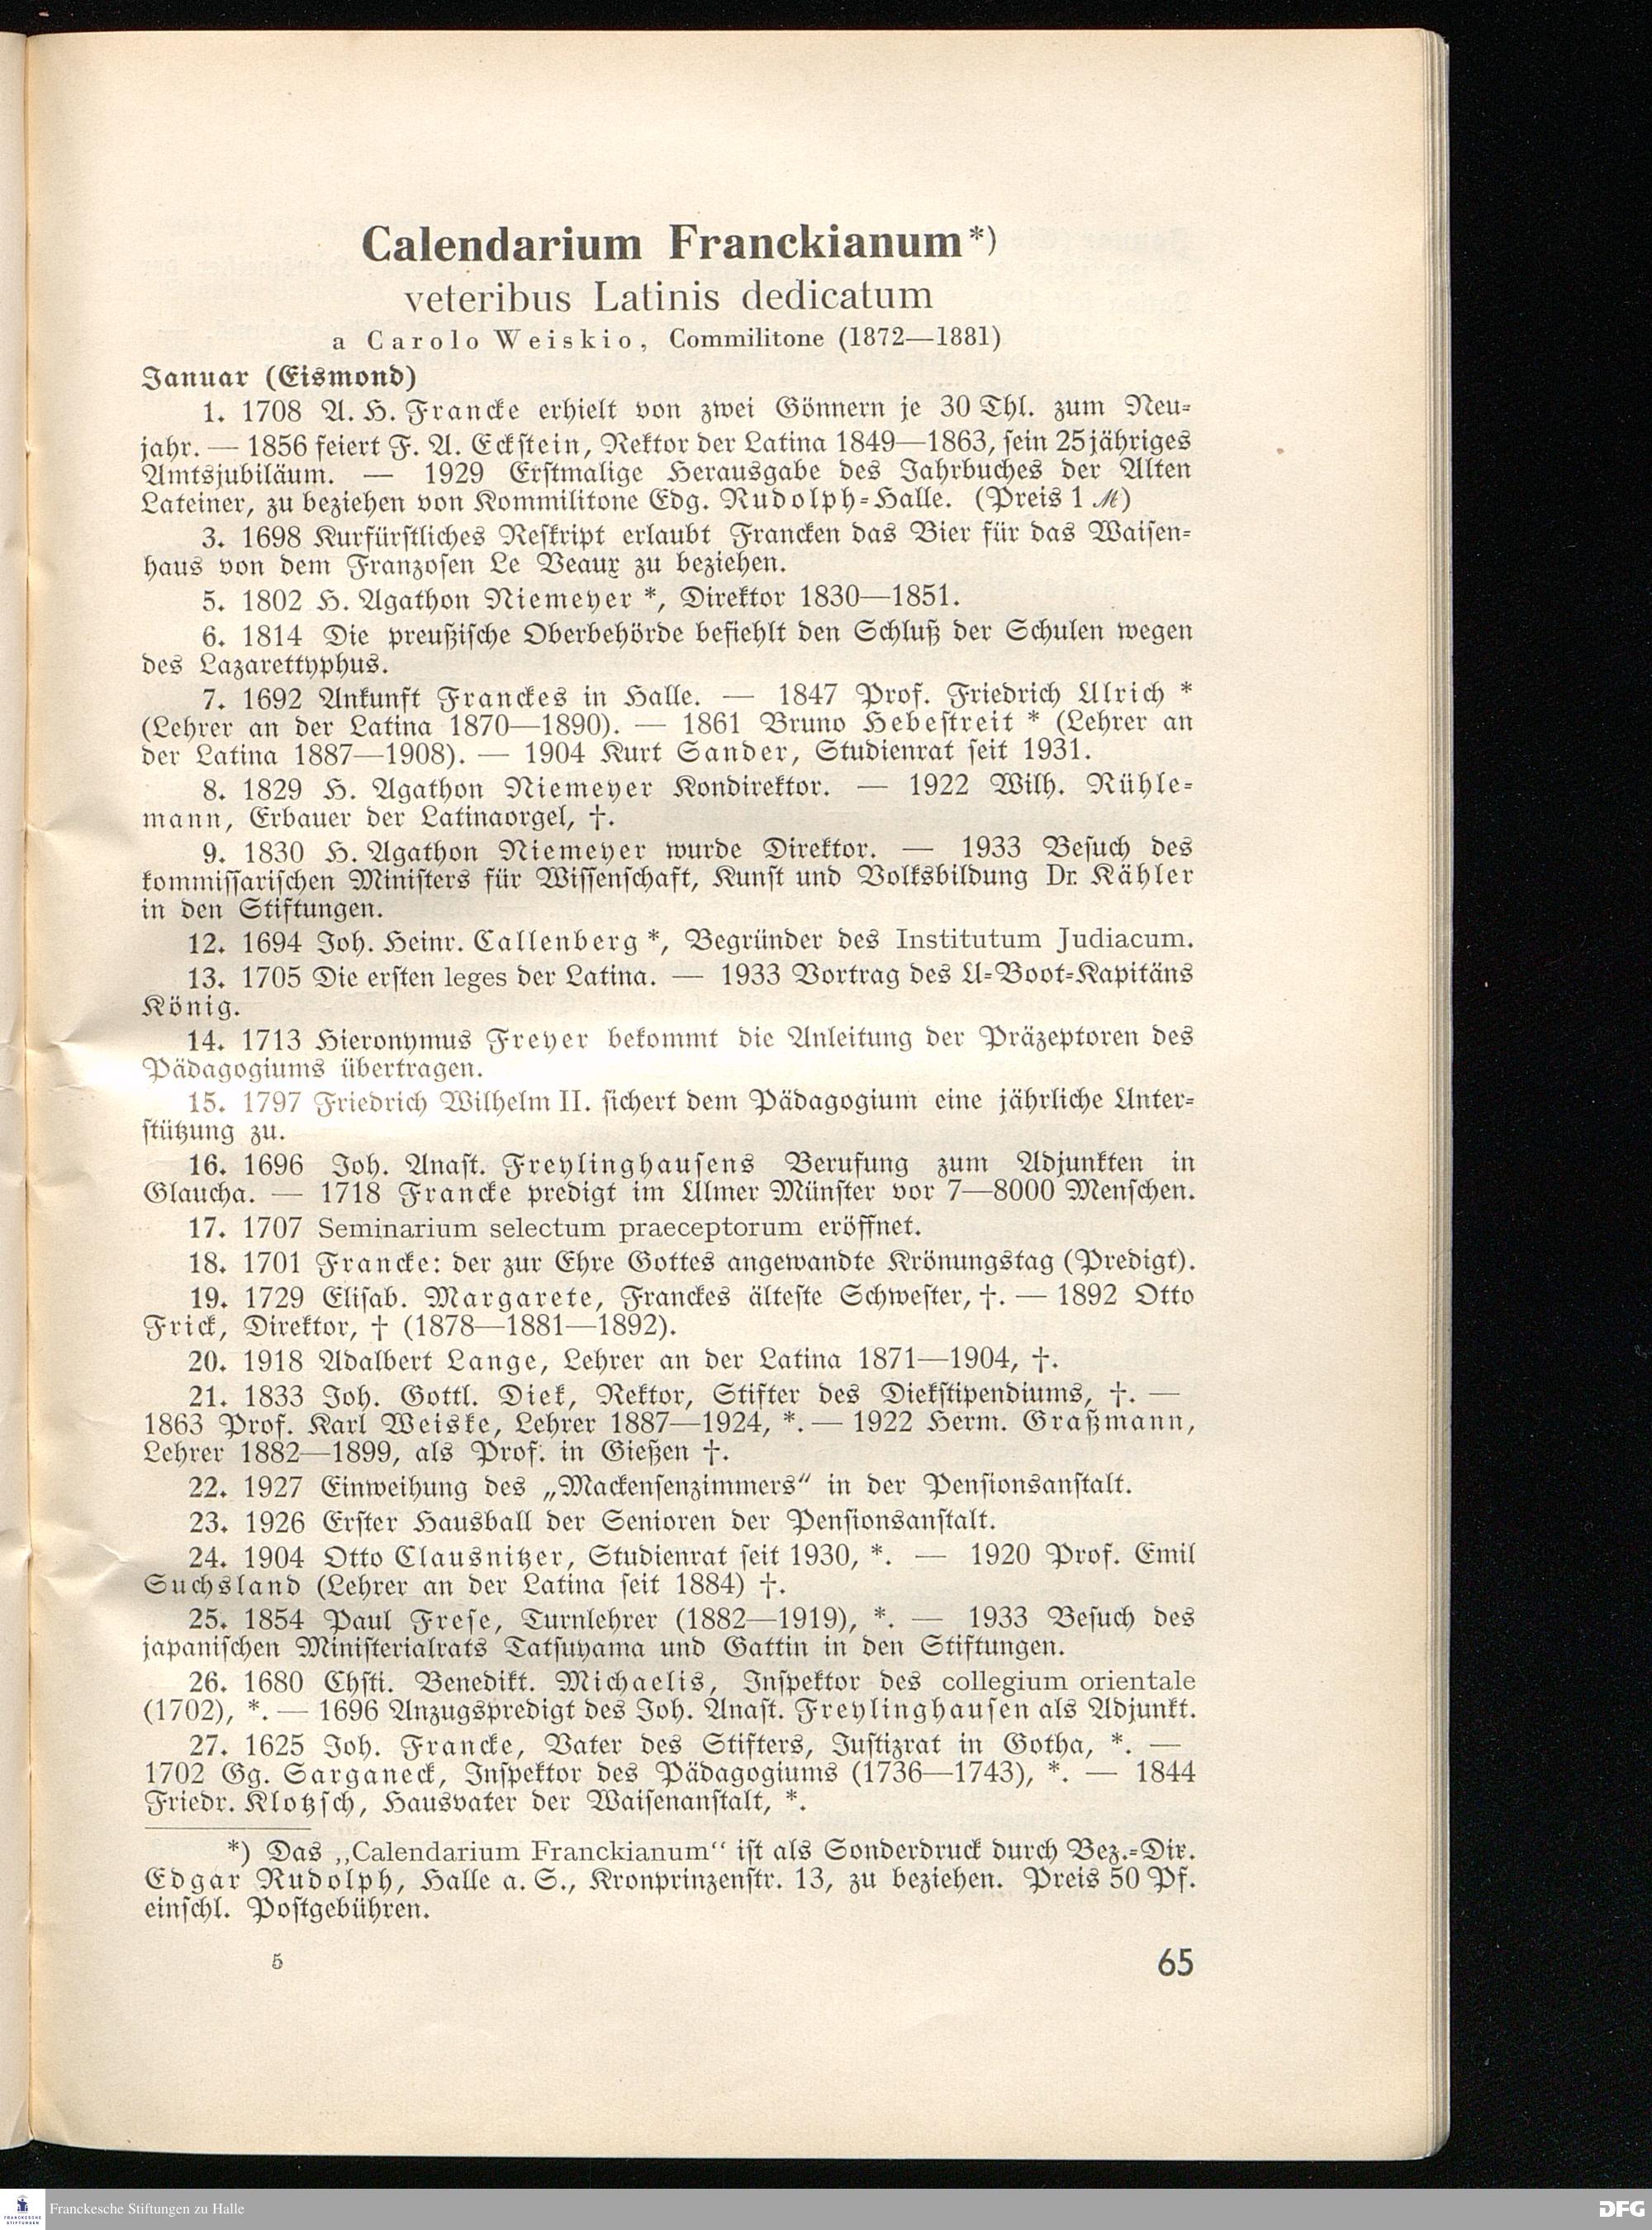 Calendarium Franckianum*)
veteribus Latinis dedicatum
a Carolo Weiskio, Commilitone (1872—1881)
Januar (Eismond)
1. 1708 A. H. Francke erhielt von zwei Gönnern je 30 Thl. zum Neu-
jahr. — 1856 feiert F. A. Eckstein, Rektor der Latina 1849—1863, sein 25jähriges
Amtsjubiläum. — 1929 Erstmalige Herausgabe des Jahrbuches der Alten
Lateiner, zu beziehen von Kommilitone Edg. Rudolph-Halle. (Preis 1 ℳ)
3. 1698 Kurfürstliches Reskript erlaubt Francken das Bier für das Waisen-
haus von dem Franzosen Le Veaux zu beziehen.
5. 1802 H. Agathon Niemeyer *, Direktor 1830—1851.
6. 1814 Die preußische Oberbehörde befiehlt den Schluß der Schulen wegen
des Lazarettyphus.
7. 1692 Ankunft Franckes in Halle. — 1847 Prof. Friedrich Ulrich *
(Lehrer an der Latina 1870—1890). — 1861 Bruno Hebestreit * (Lehrer an
der Latina 1887—1908). — 1904 Kurt Sander, Studienrat seit 1931.
8. 1829 H. Agathon Niemeyer Kondirektor. — 1922 Wilh. Rühle-
mann, Erbauer der Latinaorgel, †.
9. 1830 H. Agathon Niemeyer wurde Direktor. — 1933 Besuch des
kommissarischen Ministers für Wissenschaft, Kunst und Volksbildung Dr. Kähler
in den Stiftungen.
12. 1694 Joh. Heinr. Callenberg *, Begründer des Institutum Judiacum.
13. 1705 Die ersten leges der Latina. — 1933 Vortrag des U-Boot-Kapitäns
König.
14. 1713 Hieronymus Freyer bekommt die Anleitung der Präzeptoren des
Pädagogiums übertragen.
15. 1797 Friedrich Wilhelm II. sichert dem Pädagogium eine jährliche Unter-
stützung zu.
16. 1696 Joh. Anast. Freylinghausens Berufung zum Adjunkten in
Glaucha. — 1718 Francke predigt im Ulmer Münster vor 7—8000 Menschen.
17. 1707 Seminarium selectum praeceptorum eröffnet.
18. 1701 Francke: der zur Ehre Gottes angewandte Krönungstag (Predigt).
19. 1729 Elisab. Margarete, Franckes älteste Schwester, †. — 1892 Otto
Frick, Direktor, † (1878—1881—1892).
20. 1918 Adalbert Lange, Lehrer an der Latina 1871—1904, †.
21. 1833 Joh. Gottl. Diek, Rektor, Stifter des Diekstipendiums, †. —
1863 Prof. Karl Weiske, Lehrer 1887—1924, *. — 1922 Herm. Graßmann,
Lehrer 1882—1899, als Prof. in Gießen †.
22. 1927 Einweihung des „Mackensenzimmers“ in der Pensionsanstalt.
23. 1926 Erster Hausball der Senioren der Pensionsanstalt.
24. 1904 Otto Clausnitzer, Studienrat seit 1930, *. — 1920 Prof. Emil
Suchsland (Lehrer an der Latina seit 1884) †.
25. 1854 Paul Frese, Turnlehrer (1882—1919), *. — 1933 Besuch des
japanischen Ministerialrats Tatsuyama und Gattin in den Stiftungen.
26. 1680 Chsti. Benedikt. Michaelis, Inspektor des collegium orientale
(1702), *. — 1696 Anzugspredigt des Joh. Anast. Freylinghausen als Adjunkt.
27. 1625 Joh. Francke, Vater des Stifters, Justizrat in Gotha, *. —
1702 Gg. Sarganeck, Inspektor des Pädagogiums (1736—1743), *. — 1844
Friedr. Klotzsch, Hausvater der Waisenanstalt, *.
*) Das „Calendarium Franckianum“ ist als Sonderdruck durch Bez.-Dir.
Edgar Rudolph, Halle a. S., Kronprinzenstr. 13, zu beziehen. Preis 50 Pf.
einschl. Postgebühren.
5
65
FRANCKESCHE
STIFTUNGEN
Franckesche Stiftungen zu Halle
DFG